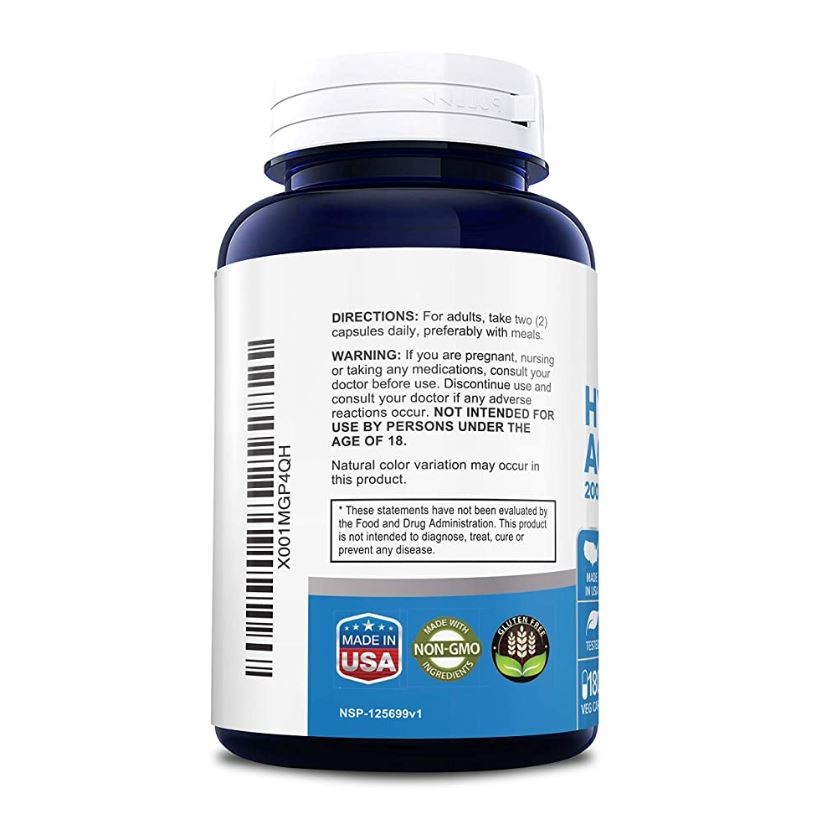 DIRECTIONS: For adults, take two (2)
capsules daily, preferably with meals.
WARNING: If you are pregnant, nursing
or taking any medications, consult your
doctor before use. Discontinue use and
consult your doctor if any adverse
reactions occur. NOT INTENDED FOR
USE BY PERSONS UNDER THE
AGE OF 18.
Natural color variation may occur in
this product.
* These statements have not been evaluated by
the Food and Drug Administration. This product
is not intended to diagnose, treat, cure or
prevent any disease.
X001MGP4QH
MADE IN
USA
MADE WITH
NON-GMO
INGREDIENTS
GLUTEN FREE
NSP-125699v1
MADE
IN USA